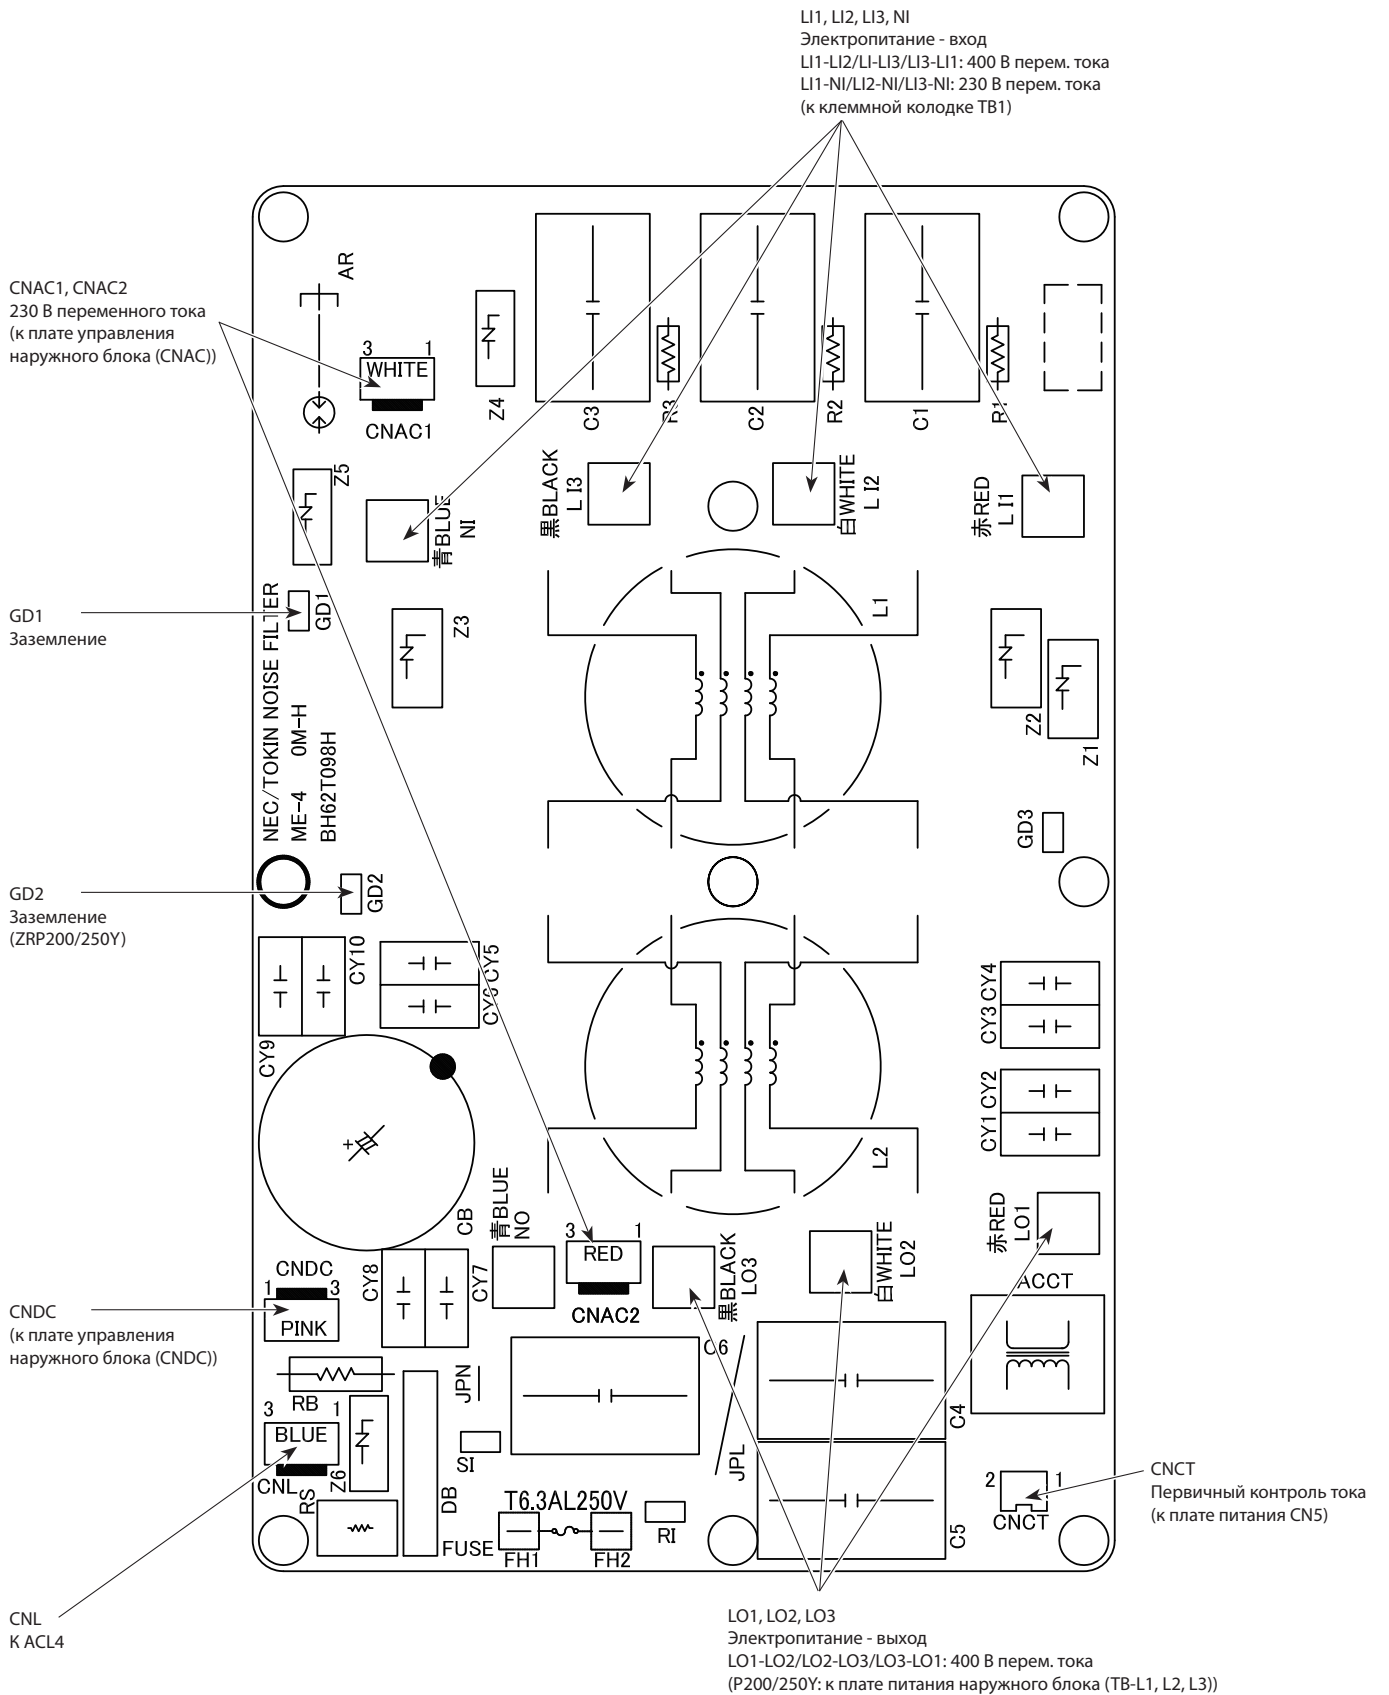 LI1, LI2, LI3, NI
Электропитание - вход
LI1-LI2/LI-LI3/LI3-LI1: 400 В перем. тока
LI1-NI/LI2-NI/LI3-NI: 230 В перем. тока
(к клеммной колодке TB1)
CNAC1, CNAC2
230 В переменного тока
(к плате управления
наружного блока (CNAC))
AR
3 1
WHITE
CNAC1
Z4
C3
R3
C2
R2
C1
R1
Z5
青BLUE
NI
黒BLACK
L I3
白WHITE
L I2
赤RED
L I1
GD1
Заземление
GD1
NEC/TOKIN NOISE FILTER
ME-4 0M-H
BH62T098H
Z3
L1
Z2
Z1
GD3
GD2
Заземление
(ZRP200/250Y)
GD2
CY10
CY9
CY5
CY6
CY4
CY3
CY2
CY1
L2
CB
青BLUE
NO
3 1
RED
CNAC2
黒BLACK
LO3
白WHITE
LO2
赤RED
LO1
ACCT
CNDC
(к плате управления
наружного блока (CNDC))
CNDC
1 3
PINK
CY8
CY7
RB
JPN
C6
JPL
C4
C5
3 1
BLUE
CNL
Z6
RS
DB
SI
T6.3AL250V
FUSE
FH1
FH2
RI
2 1
CNCT
CNCT
Первичный контроль тока
(к плате питания CN5)
CNL
К ACL4
LO1, LO2, LO3
Электропитание - выход
LO1-LO2/LO2-LO3/LO3-LO1: 400 В перем. тока
(P200/250Y: к плате питания наружного блока (TB-L1, L2, L3))